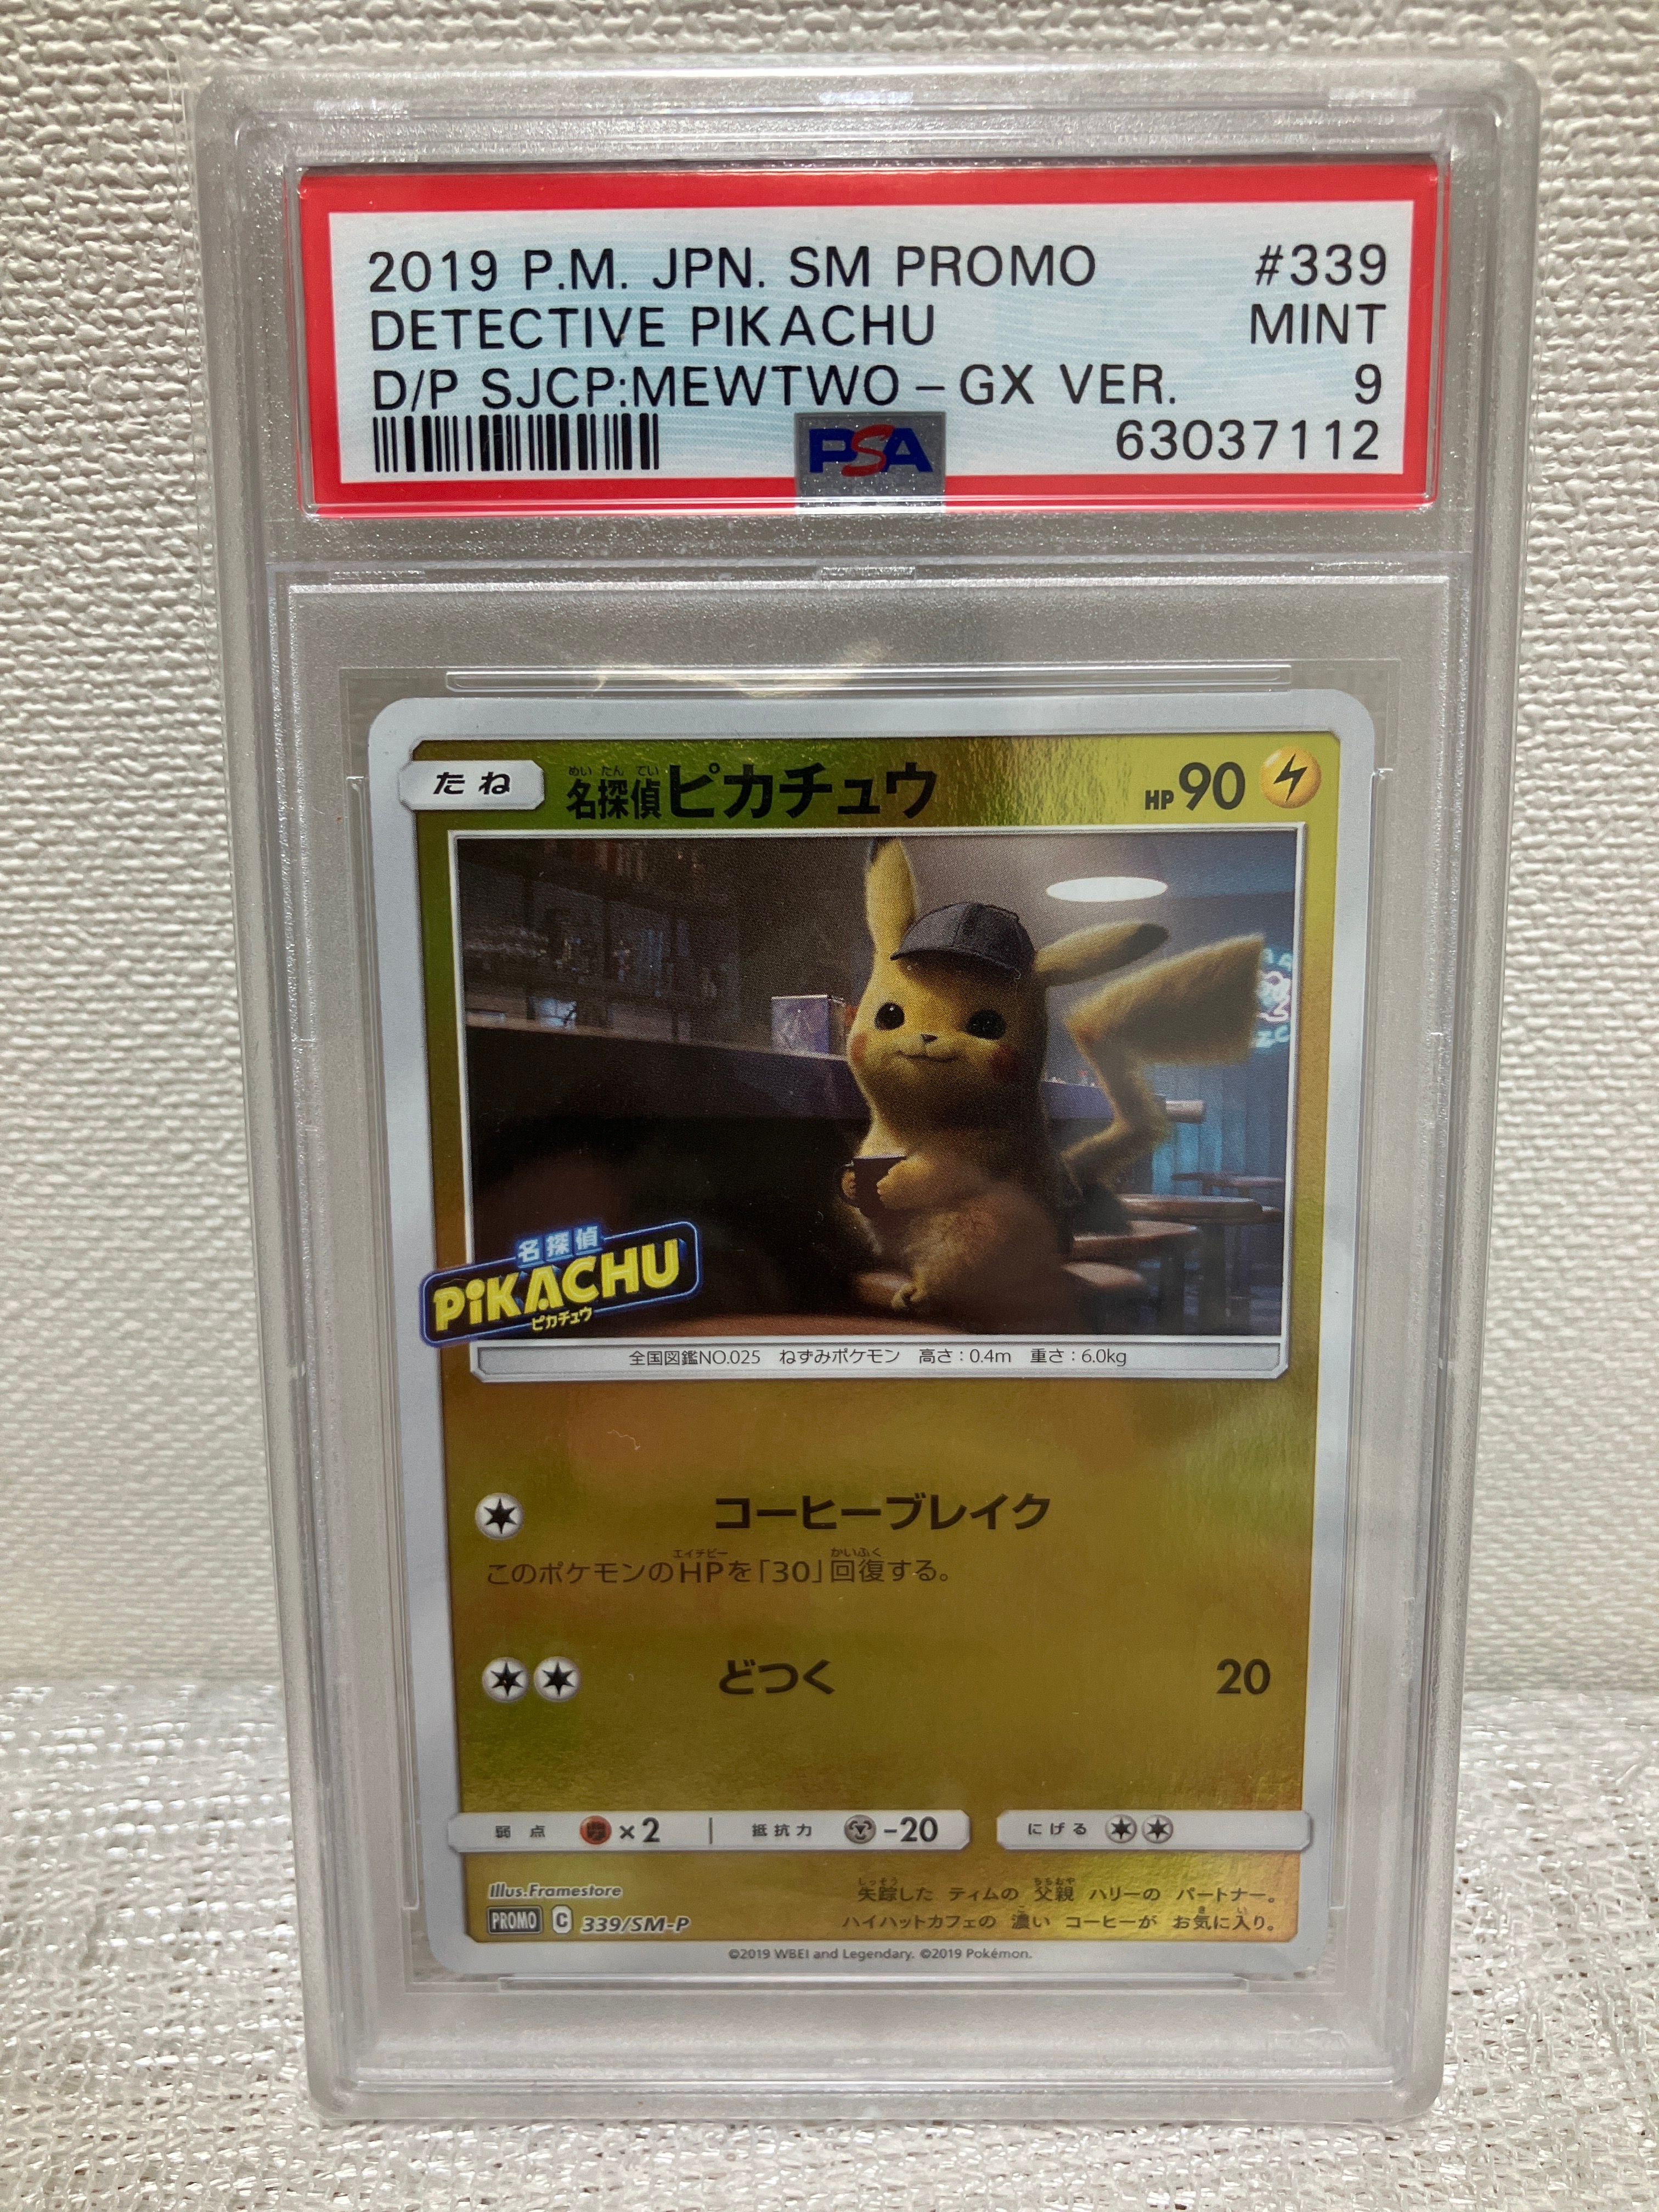 2019 P.M. JPN. SM PROMO #339
DETECTIVE PIKACHU MINT
D/P SJCP:MEWTWO-GX VER. 9
PSA 63037112
たね 名探偵ピカチュウ HP90
めいたんてい
名探偵
PiKACHU
ピカチュウ
全国図鑑NO.025 ねずみポケモン 高さ:0.4m 重さ:6.0kg
コーヒーブレイク
エイチピー かいふく
このポケモンのHPを「30」回復する。
どつく 20
弱点 ×2 抵抗力 -20 にげる
Illus.Framestore
しっそう ちちおや
失踪した ティムの 父親 ハリーの パートナー。
PROMO C 339/SM-P
こ き い
ハイハットカフェの 濃い コーヒーが お気に入り。
©2019 WBEI and Legendary. ©2019 Pokémon.